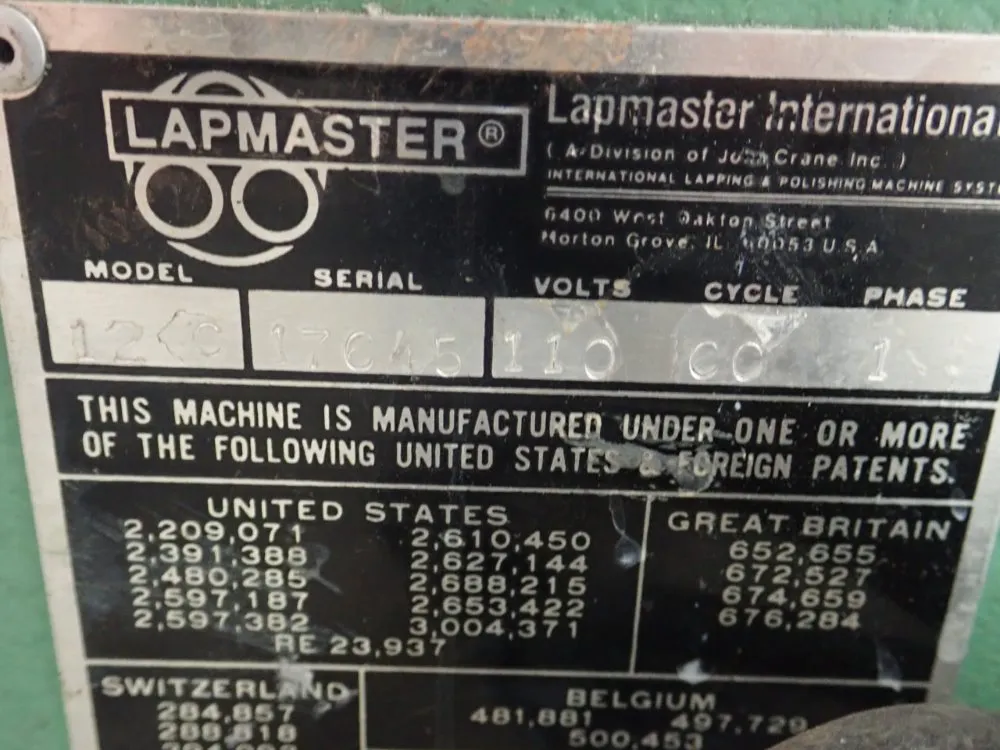 LAPMASTER®
Lapmaster International
(A Division of John Crane Inc.)
INTERNATIONAL LAPPING & POLISHING MACHINE
6400 West Oakton Street
Morton Grove, IL. 60053 U.S.A.
MODEL SERIAL VOLTS CYCLE PHASE
110 1
THIS MACHINE IS MANUFACTURED UNDER ONE OR MORE
OF THE FOLLOWING UNITED STATES & FOREIGN PATENTS.
UNITED STATES
2,209,071 2,610,450
2,391,388 2,627,144
2,480,285 2,688,215
2,597,187 2,653,422
2,597,382 3,004,371
RE 23,937
GREAT BRITAIN
652,655
672,527
674,659
676,284
SWITZERLAND
284,857
288,818
BELGIUM
481,881 497,729
500,453